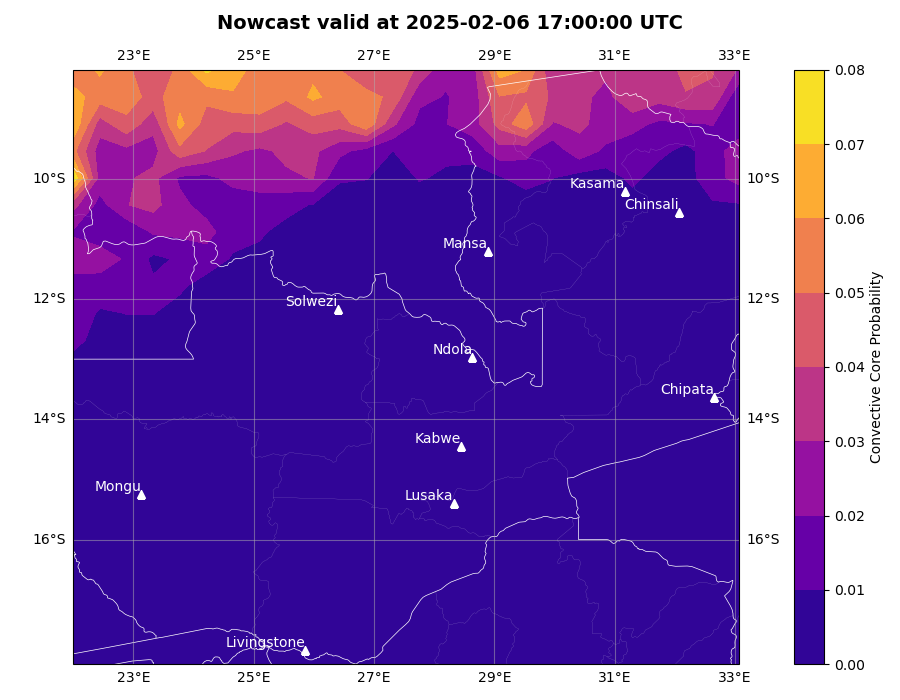 Nowcast valid at 2025-02-06 17:00:00 UTC
23°E 25°E 27°E 29°E 31°E 33°E
0.08
0.07
10°S Kasama 10°S
Chinsali
0.06
Mansa
0.05
12°S Solwezi 12°S
Ndola
0.04
Chipata
14°S 14°S
Kabwe
0.03
Mongu
Lusaka
0.02
16°S 16°S
0.01
Livingstone
0.00
23°E 25°E 27°E 29°E 31°E 33°E
Convective Core Probability